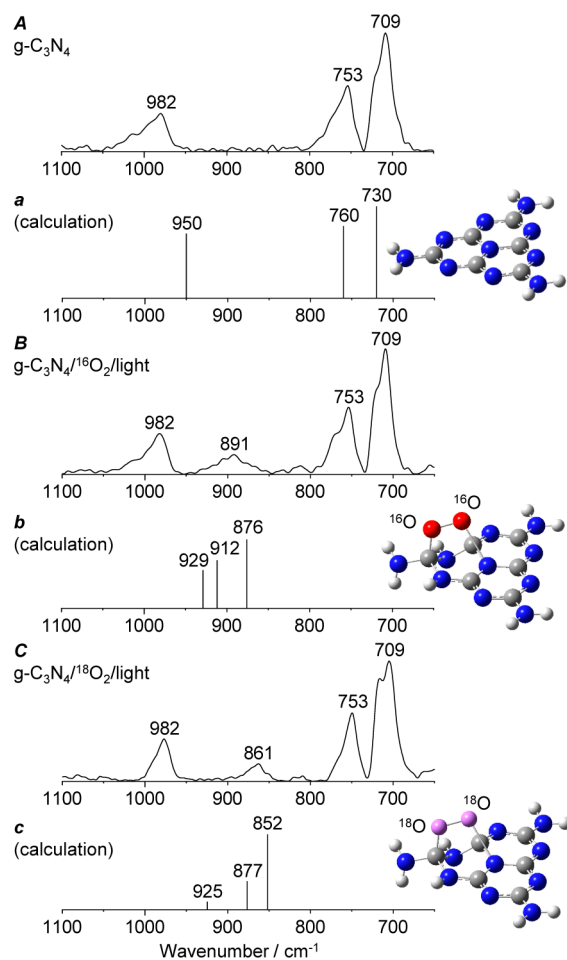 A
g-C₃N₄
982
753
709
1100 1000 900 800 700
a
(calculation)
950
760
730
1100 1000 900 800 700
B
g-C₃N₄/¹⁶O₂/light
982
891
753
709
1100 1000 900 800 700
b
(calculation)
929
912
876
¹⁶O
¹⁶O
1100 1000 900 800 700
C
g-C₃N₄/¹⁸O₂/light
982
861
753
709
1100 1000 900 800 700
c
(calculation)
925
877
852
¹⁸O
¹⁸O
1100 1000 900 800 700
Wavenumber / cm⁻¹